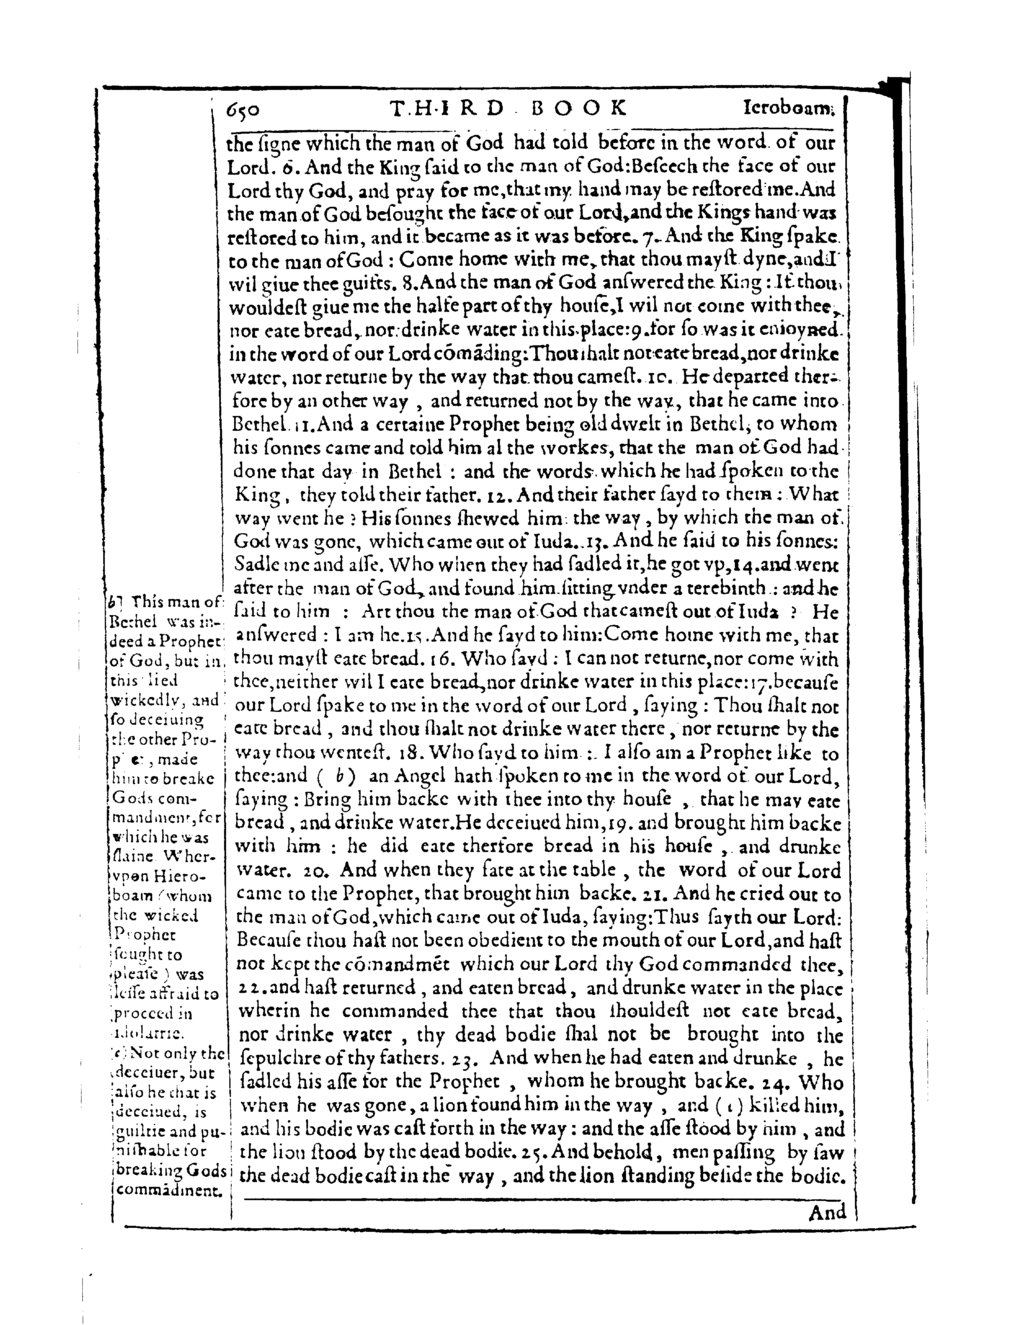 650 THIRD BOOK Ieroboam.
the ſigne which the man of God had told before in the word of our
Lord. 6. And the King ſaid to the man of God: Beſeech the face of our
Lord thy God, and pray for me, that my hand may be reſtored me. And
the man of God beſought the face of our Lord, and the Kings hand was
reſtored to him, and it became as it was before. 7. And the King ſpake
to the man of God : Come home with me, that thou mayſt dyne, and I
wil giue thee guifts. 8. And the man of God anſwered the King : If thou
wouldeſt giue me the halfe part of thy houſe, I wil not come with thee,
nor eate bread, nor drinke water in this place: 9. for ſo was it enioyned
in the word of our Lord cõmãding: Thou ſhalt not eate bread, nor drinke
water, nor returne by the way that thou cameſt. 10. He departed ther-
fore by an other way , and returned not by the way, that he came into
Bethel. 11. And a certaine Prophet being old dwelt in Bethel, to whom
his ſonnes came and told him al the workes, that the man of God had
done that day in Bethel : and the words which he had ſpoken to the
King , they told their father. 12. And their father ſayd to them : What
way went he ? His ſonnes ſhewed him the way , by which the man of
God was gone, which came out of Iuda. 13. And he ſaid to his ſonnes:
Sadle me and aſſe. Who when they had ſadled it, he got vp, 14. and went
after the man of God, and found him ſitting vnder a terebinth : and he
ſaid to him : Art thou the man of God that cameſt out of Iuda ? He
anſwered : I am he. 15. And he ſayd to him: Come home with me, that
thou mayſt eate bread. 16. Who ſayd : I can not returne, nor come with
thee, neither wil I eate bread, nor drinke water in this place: 17. becauſe
our Lord ſpake to me in the word of our Lord , ſaying : Thou ſhalt not
eate bread , and thou ſhalt not drinke water there , nor returne by the
way thou wenteſt. 18. Who ſayd to him : I alſo am a Prophet like to
thee: and ( b ) an Angel hath ſpoken to me in the word of our Lord,
ſaying : Bring him backe with thee into thy houſe , that he may eate
bread , and drinke water. He deceiued him, 19. and brought him backe
with him : he did eate therfore bread in his houſe , and drunke
water. 20. And when they ſate at the table , the word of our Lord
came to the Prophet, that brought him backe. 21. And he cried out to
the man of God, which came out of Iuda, ſaying: Thus ſayth our Lord:
Becauſe thou haſt not been obedient to the mouth of our Lord, and haſt
not kept the cõmandmẽt which our Lord thy God commanded thee,
22. and haſt returned , and eaten bread , and drunke water in the place
wherin he commanded thee that thou ſhouldeſt not eate bread,
nor drinke water , thy dead bodie ſhal not be brought into the
ſepulchre of thy fathers. 23. And when he had eaten and drunke , he
ſadled his aſſe for the Prophet , whom he brought backe. 24. Who
when he was gone, a lion found him in the way , and ( c ) killed him,
and his bodie was caſt forth in the way : and the aſſe ſtood by him , and
the lion ſtood by the dead bodie. 25. And behold , men paſſing by ſaw
the dead bodie caſt in the way , and the lion ſtanding beſide the bodie.
And
b) This man of
Bethel was in-
deed a Prophet
of God, but in
this lied
wickedly, and
ſo deceiuing
the other Pro-
phet, made
him to breake
Gods com-
mandment, for
which he was
ſlaine. Wher-
vpon Hiero-
boam (whom
the wicked
Prophet
ſought to
pleaſe ) was
leſſe affraid to
proceed in
idolatrie.
c) Not only the
deceiuer, but
alſo he that is
deceiued, is
guiltie and pu-
niſhable for
breaking Gods
commãdment.